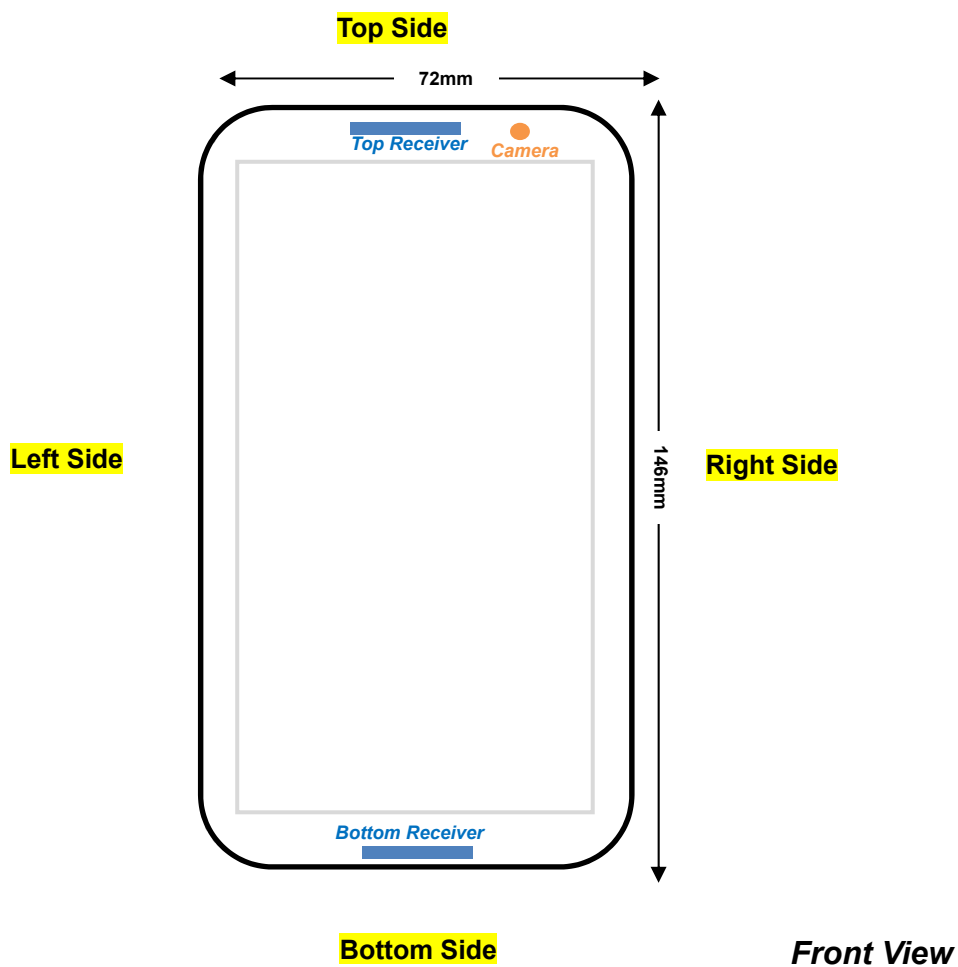 Top Side
72mm
Top Receiver
Camera
Left Side
146mm
Right Side
Bottom Receiver
Bottom Side
Front View